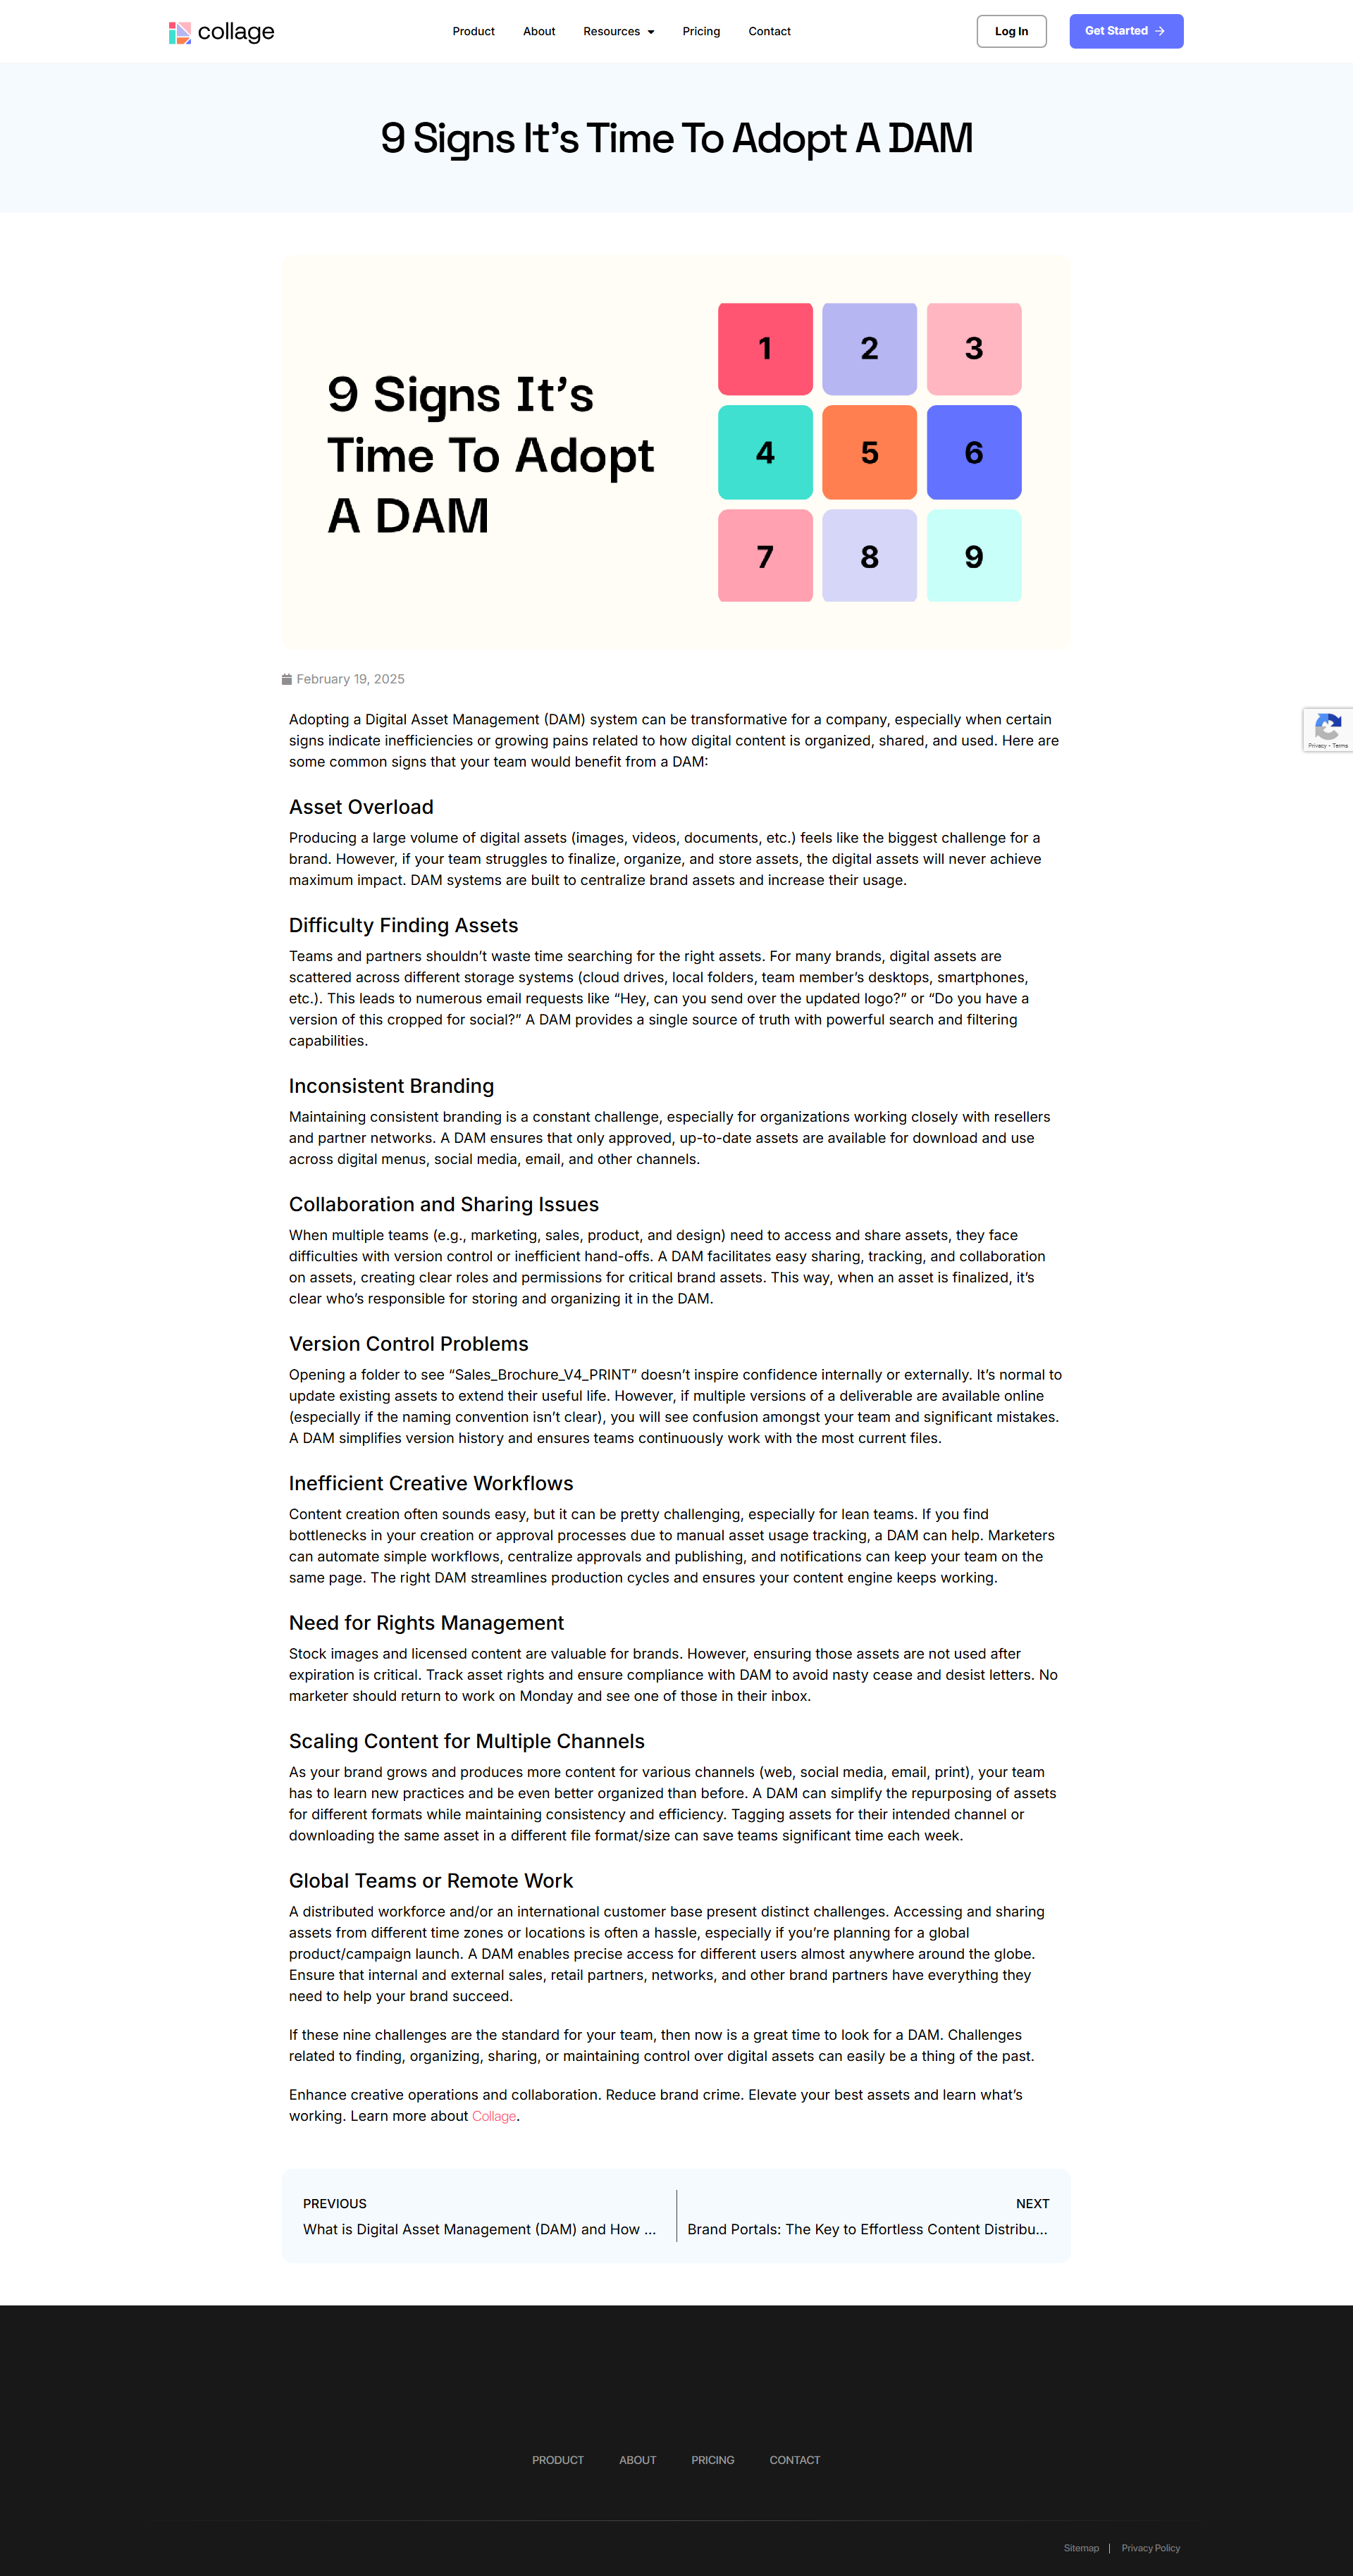 collage
Product
About
Resources
Pricing
Contact
Log In
Get Started
9 Signs It's Time To Adopt A DAM
9 Signs It's
Time To Adopt
A DAM
1 2 3
4 5 6
7 8 9
February 19, 2025
Privacy - Terms
Adopting a Digital Asset Management (DAM) system can be transformative for a company, especially when certain
signs indicate inefficiencies or growing pains related to how digital content is organized, shared, and used. Here are
some common signs that your team would benefit from a DAM:
Asset Overload
Producing a large volume of digital assets (images, videos, documents, etc.) feels like the biggest challenge for a
brand. However, if your team struggles to finalize, organize, and store assets, the digital assets will never achieve
maximum impact. DAM systems are built to centralize brand assets and increase their usage.
Difficulty Finding Assets
Teams and partners shouldn't waste time searching for the right assets. For many brands, digital assets are
scattered across different storage systems (cloud drives, local folders, team member's desktops, smartphones,
etc.). This leads to numerous email requests like “Hey, can you send over the updated logo?” or “Do you have a
version of this cropped for social?” A DAM provides a single source of truth with powerful search and filtering
capabilities.
Inconsistent Branding
Maintaining consistent branding is a constant challenge, especially for organizations working closely with resellers
and partner networks. A DAM ensures that only approved, up-to-date assets are available for download and use
across digital menus, social media, email, and other channels.
Collaboration and Sharing Issues
When multiple teams (e.g., marketing, sales, product, and design) need to access and share assets, they face
difficulties with version control or inefficient hand-offs. A DAM facilitates easy sharing, tracking, and collaboration
on assets, creating clear roles and permissions for critical brand assets. This way, when an asset is finalized, it's
clear who's responsible for storing and organizing it in the DAM.
Version Control Problems
Opening a folder to see “Sales_Brochure_V4_PRINT” doesn't inspire confidence internally or externally. It's normal to
update existing assets to extend their useful life. However, if multiple versions of a deliverable are available online
(especially if the naming convention isn't clear), you will see confusion amongst your team and significant mistakes.
A DAM simplifies version history and ensures teams continuously work with the most current files.
Inefficient Creative Workflows
Content creation often sounds easy, but it can be pretty challenging, especially for lean teams. If you find
bottlenecks in your creation or approval processes due to manual asset usage tracking, a DAM can help. Marketers
can automate simple workflows, centralize approvals and publishing, and notifications can keep your team on the
same page. The right DAM streamlines production cycles and ensures your content engine keeps working.
Need for Rights Management
Stock images and licensed content are valuable for brands. However, ensuring those assets are not used after
expiration is critical. Track asset rights and ensure compliance with DAM to avoid nasty cease and desist letters. No
marketer should return to work on Monday and see one of those in their inbox.
Scaling Content for Multiple Channels
As your brand grows and produces more content for various channels (web, social media, email, print), your team
has to learn new practices and be even better organized than before. A DAM can simplify the repurposing of assets
for different formats while maintaining consistency and efficiency. Tagging assets for their intended channel or
downloading the same asset in a different file format/size can save teams significant time each week.
Global Teams or Remote Work
A distributed workforce and/or an international customer base present distinct challenges. Accessing and sharing
assets from different time zones or locations is often a hassle, especially if you're planning for a global
product/campaign launch. A DAM enables precise access for different users almost anywhere around the globe.
Ensure that internal and external sales, retail partners, networks, and other brand partners have everything they
need to help your brand succeed.
If these nine challenges are the standard for your team, then now is a great time to look for a DAM. Challenges
related to finding, organizing, sharing, or maintaining control over digital assets can easily be a thing of the past.
Enhance creative operations and collaboration. Reduce brand crime. Elevate your best assets and learn what's
working. Learn more about Collage.
PREVIOUS
What is Digital Asset Management (DAM) and How ...
NEXT
Brand Portals: The Key to Effortless Content Distribu...
PRODUCT
ABOUT
PRICING
CONTACT
Sitemap | Privacy Policy